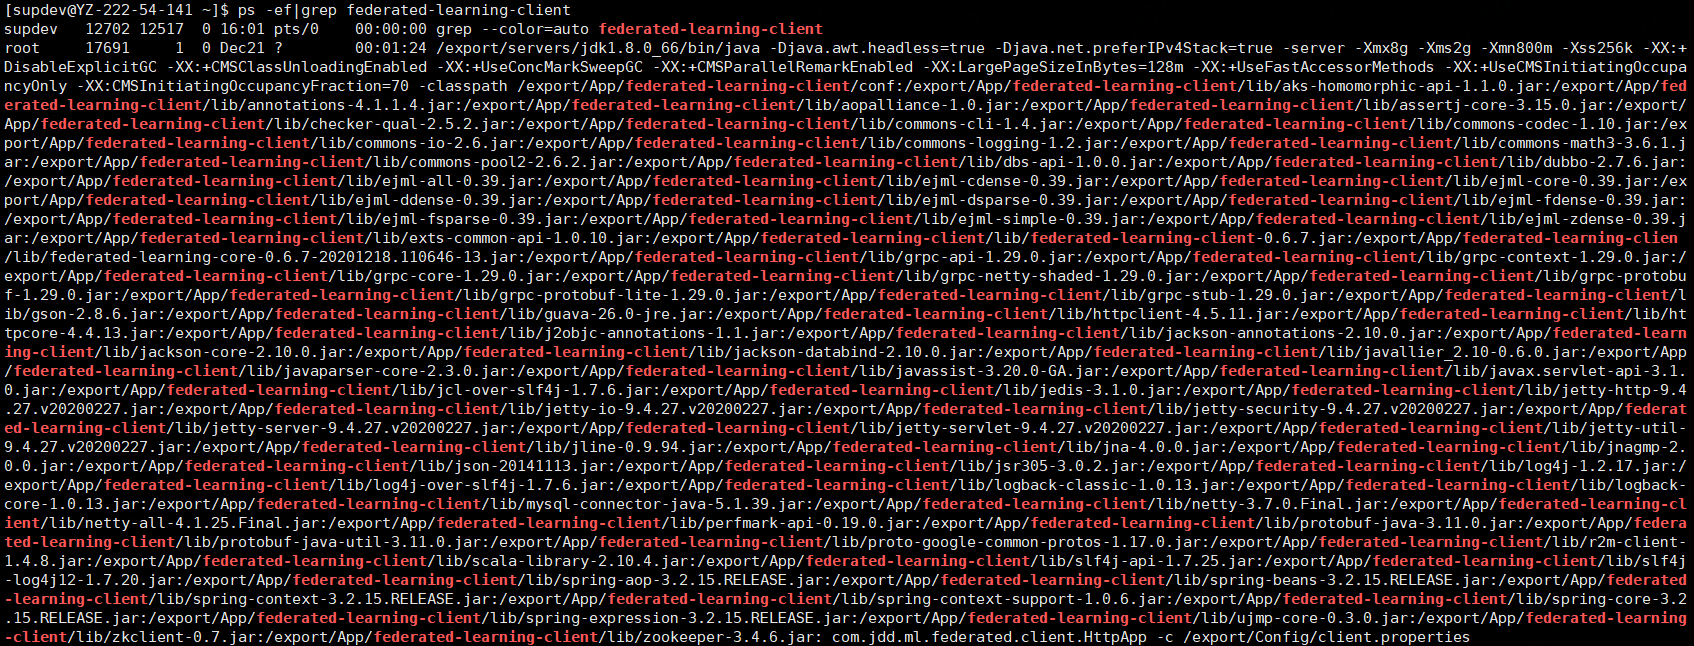 [supdev@YZ-222-54-141 ~]$ ps -ef|grep federated-learning-client
supdev   12702 12517  0 16:01 pts/0    00:00:00 grep --color=auto federated-learning-client
root     17691     1  0 Dec21 ?        00:01:24 /export/servers/jdk1.8.0_66/bin/java -Djava.awt.headless=true -Djava.net.preferIPv4Stack=true -server -Xmx8g -Xms2g -Xmn800m -Xss256k -XX:+
DisableExplicitGC -XX:+CMSClassUnloadingEnabled -XX:+UseConcMarkSweepGC -XX:+CMSParallelRemarkEnabled -XX:LargePageSizeInBytes=128m -XX:+UseFastAccessorMethods -XX:+UseCMSInitiatingOccupa
ncyOnly -XX:CMSInitiatingOccupancyFraction=70 -classpath /export/App/federated-learning-client/conf:/export/App/federated-learning-client/lib/aks-homomorphic-api-1.1.0.jar:/export/App/fed
erated-learning-client/lib/annotations-4.1.1.4.jar:/export/App/federated-learning-client/lib/aopalliance-1.0.jar:/export/App/federated-learning-client/lib/assertj-core-3.15.0.jar:/export/
App/federated-learning-client/lib/checker-qual-2.5.2.jar:/export/App/federated-learning-client/lib/commons-cli-1.4.jar:/export/App/federated-learning-client/lib/commons-codec-1.10.jar:/ex
port/App/federated-learning-client/lib/commons-io-2.6.jar:/export/App/federated-learning-client/lib/commons-logging-1.2.jar:/export/App/federated-learning-client/lib/commons-math3-3.6.1.j
ar:/export/App/federated-learning-client/lib/commons-pool2-2.6.2.jar:/export/App/federated-learning-client/lib/dbs-api-1.0.0.jar:/export/App/federated-learning-client/lib/dubbo-2.7.6.jar:
/export/App/federated-learning-client/lib/ejml-all-0.39.jar:/export/App/federated-learning-client/lib/ejml-cdense-0.39.jar:/export/App/federated-learning-client/lib/ejml-core-0.39.jar:/ex
port/App/federated-learning-client/lib/ejml-ddense-0.39.jar:/export/App/federated-learning-client/lib/ejml-dsparse-0.39.jar:/export/App/federated-learning-client/lib/ejml-fdense-0.39.jar:
/export/App/federated-learning-client/lib/ejml-fsparse-0.39.jar:/export/App/federated-learning-client/lib/ejml-simple-0.39.jar:/export/App/federated-learning-client/lib/ejml-zdense-0.39.j
ar:/export/App/federated-learning-client/lib/exts-common-api-1.0.10.jar:/export/App/federated-learning-client/lib/federated-learning-client-0.6.7.jar:/export/App/federated-learning-client
/lib/federated-learning-core-0.6.7-20201218.110646-13.jar:/export/App/federated-learning-client/lib/grpc-api-1.29.0.jar:/export/App/federated-learning-client/lib/grpc-context-1.29.0.jar:/
export/App/federated-learning-client/lib/grpc-core-1.29.0.jar:/export/App/federated-learning-client/lib/grpc-netty-shaded-1.29.0.jar:/export/App/federated-learning-client/lib/grpc-protobu
f-1.29.0.jar:/export/App/federated-learning-client/lib/grpc-protobuf-lite-1.29.0.jar:/export/App/federated-learning-client/lib/grpc-stub-1.29.0.jar:/export/App/federated-learning-client/l
ib/gson-2.8.6.jar:/export/App/federated-learning-client/lib/guava-26.0-jre.jar:/export/App/federated-learning-client/lib/httpclient-4.5.11.jar:/export/App/federated-learning-client/lib/ht
tpcore-4.4.13.jar:/export/App/federated-learning-client/lib/j2objc-annotations-1.1.jar:/export/App/federated-learning-client/lib/jackson-annotations-2.10.0.jar:/export/App/federated-learn
ing-client/lib/jackson-core-2.10.0.jar:/export/App/federated-learning-client/lib/jackson-databind-2.10.0.jar:/export/App/federated-learning-client/lib/javallier_2.10-0.6.0.jar:/export/App
/federated-learning-client/lib/javaparser-core-2.3.0.jar:/export/App/federated-learning-client/lib/javassist-3.20.0-GA.jar:/export/App/federated-learning-client/lib/javax.servlet-api-3.1.
0.jar:/export/App/federated-learning-client/lib/jcl-over-slf4j-1.7.6.jar:/export/App/federated-learning-client/lib/jedis-3.1.0.jar:/export/App/federated-learning-client/lib/jetty-http-9.4
.27.v20200227.jar:/export/App/federated-learning-client/lib/jetty-io-9.4.27.v20200227.jar:/export/App/federated-learning-client/lib/jetty-security-9.4.27.v20200227.jar:/export/App/federat
ed-learning-client/lib/jetty-server-9.4.27.v20200227.jar:/export/App/federated-learning-client/lib/jetty-servlet-9.4.27.v20200227.jar:/export/App/federated-learning-client/lib/jetty-util-
9.4.27.v20200227.jar:/export/App/federated-learning-client/lib/jline-0.9.94.jar:/export/App/federated-learning-client/lib/jna-4.0.0.jar:/export/App/federated-learning-client/lib/jnagmp-2.
0.0.jar:/export/App/federated-learning-client/lib/json-20141113.jar:/export/App/federated-learning-client/lib/jsr305-3.0.2.jar:/export/App/federated-learning-client/lib/log4j-1.2.17.jar:/
export/App/federated-learning-client/lib/log4j-over-slf4j-1.7.6.jar:/export/App/federated-learning-client/lib/logback-classic-1.0.13.jar:/export/App/federated-learning-client/lib/logback-
core-1.0.13.jar:/export/App/federated-learning-client/lib/mysql-connector-java-5.1.39.jar:/export/App/federated-learning-client/lib/netty-3.7.0.Final.jar:/export/App/federated-learning-cl
ient/lib/netty-all-4.1.25.Final.jar:/export/App/federated-learning-client/lib/perfmark-api-0.19.0.jar:/export/App/federated-learning-client/lib/protobuf-java-3.11.0.jar:/export/App/federa
ted-learning-client/lib/protobuf-java-util-3.11.0.jar:/export/App/federated-learning-client/lib/proto-google-common-protos-1.17.0.jar:/export/App/federated-learning-client/lib/r2m-client-
1.4.8.jar:/export/App/federated-learning-client/lib/scala-library-2.10.4.jar:/export/App/federated-learning-client/lib/slf4j-api-1.7.25.jar:/export/App/federated-learning-client/lib/slf4j
-log4j12-1.7.20.jar:/export/App/federated-learning-client/lib/spring-aop-3.2.15.RELEASE.jar:/export/App/federated-learning-client/lib/spring-beans-3.2.15.RELEASE.jar:/export/App/federated
-learning-client/lib/spring-context-3.2.15.RELEASE.jar:/export/App/federated-learning-client/lib/spring-context-support-1.0.6.jar:/export/App/federated-learning-client/lib/spring-core-3.2
.15.RELEASE.jar:/export/App/federated-learning-client/lib/spring-expression-3.2.15.RELEASE.jar:/export/App/federated-learning-client/lib/ujmp-core-0.3.0.jar:/export/App/federated-learning
-client/lib/zkclient-0.7.jar:/export/App/federated-learning-client/lib/zookeeper-3.4.6.jar: com.jdd.ml.federated.client.HttpApp -c /export/Config/client.properties